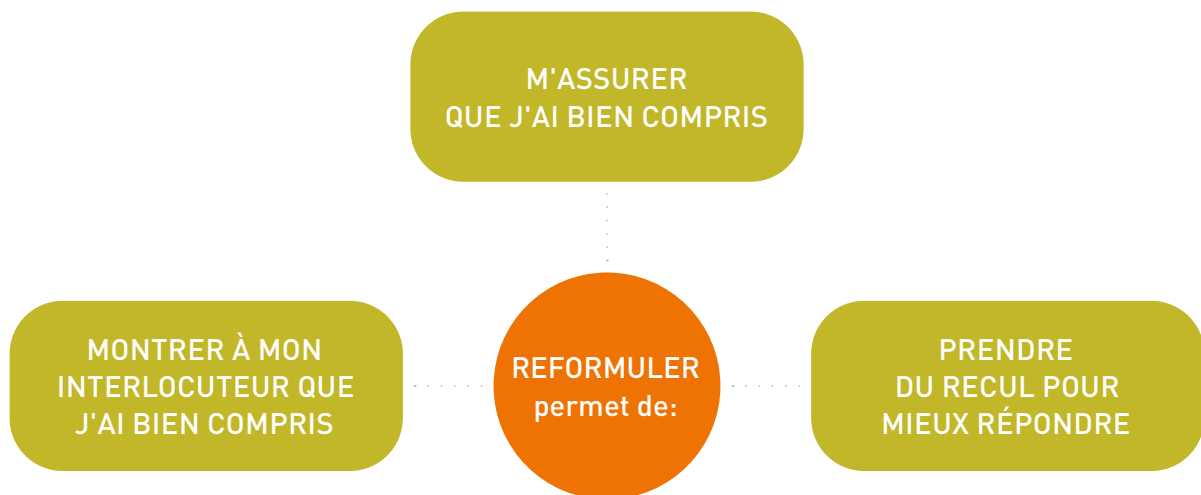 M'ASSURER
QUE J'AI BIEN COMPRIS
MONTRER À MON
INTERLOCUTEUR QUE
J'AI BIEN COMPRIS
REFORMULER
permet de:
PRENDRE
DU RECUL POUR
MIEUX RÉPONDRE